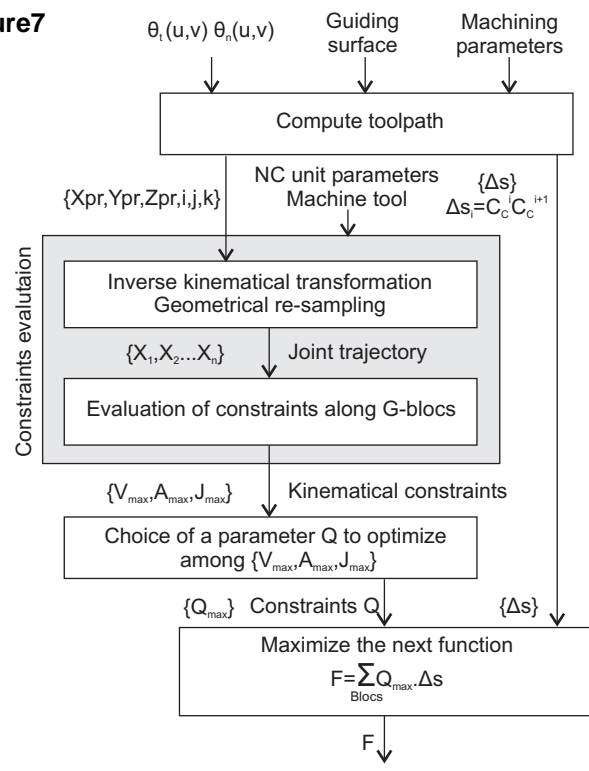 ure7
θt(u,v) θn(u,v)
Guiding
surface
Machining
parameters
Compute toolpath
{Xpr,Ypr,Zpr,i,j,k}
NC unit parameters
Machine tool
{Δs}
Δsi=CC^i CC^i+1
Constraints evalutaion
Inverse kinematical transformation
Geometrical re-sampling
{X1,X2...Xn}
Joint trajectory
Evaluation of constraints along G-blocs
{Vmax,Amax,Jmax}
Kinematical constraints
Choice of a parameter Q to optimize
among {Vmax,Amax,Jmax}
{Qmax} Constraints Q
{Δs}
Maximize the next function
F=ΣQmax.Δs
Blocs
F